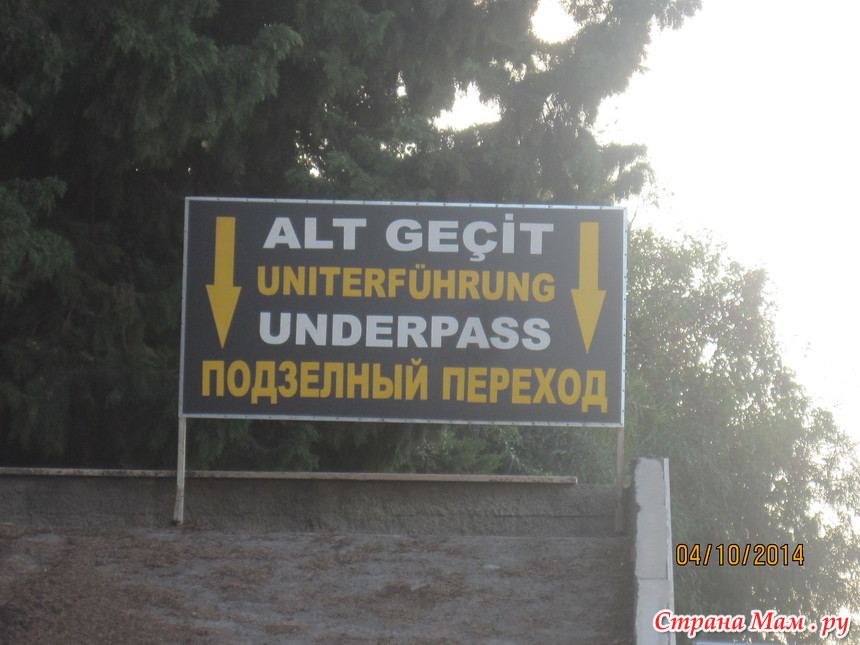 ALT GEÇİT
UNITERFÜHRUNG
UNDERPASS
ПОДЗЕЛНЫЙ ПЕРЕХОД
04/10/2014
Страна Мам . ру